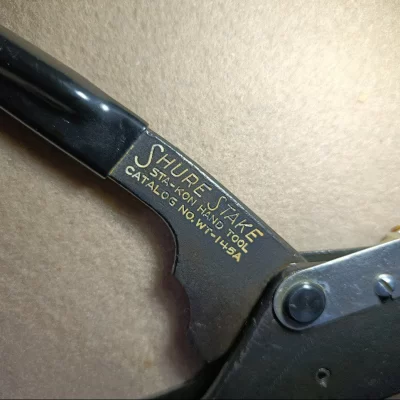 SHURE STAKE
STA-KON HAND TOOL
CATALOG NO. WT-145A